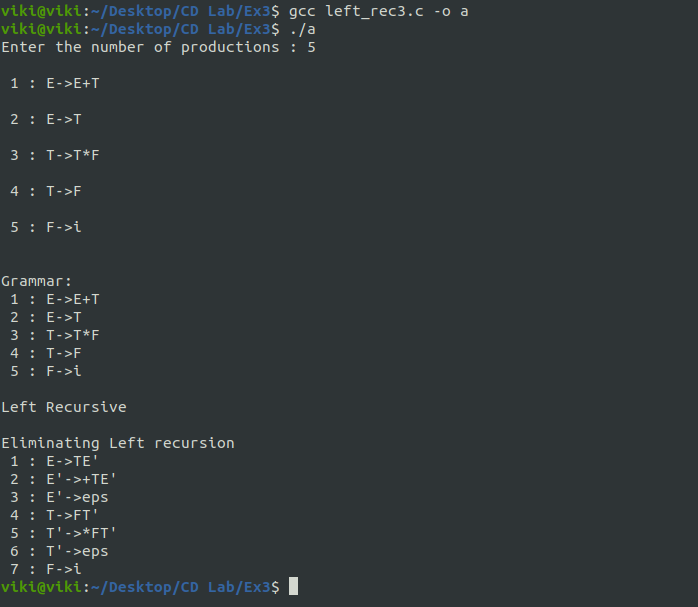 viki@viki:~/Desktop/CD Lab/Ex3$ gcc left_rec3.c -o a
viki@viki:~/Desktop/CD Lab/Ex3$ ./a
Enter the number of productions : 5
1 : E->E+T
2 : E->T
3 : T->T*F
4 : T->F
5 : F->i
Grammar:
1 : E->E+T
2 : E->T
3 : T->T*F
4 : T->F
5 : F->i
Left Recursive
Eliminating Left recursion
1 : E->TE'
2 : E'->+TE'
3 : E'->eps
4 : T->FT'
5 : T'->*FT'
6 : T'->eps
7 : F->i
viki@viki:~/Desktop/CD Lab/Ex3$